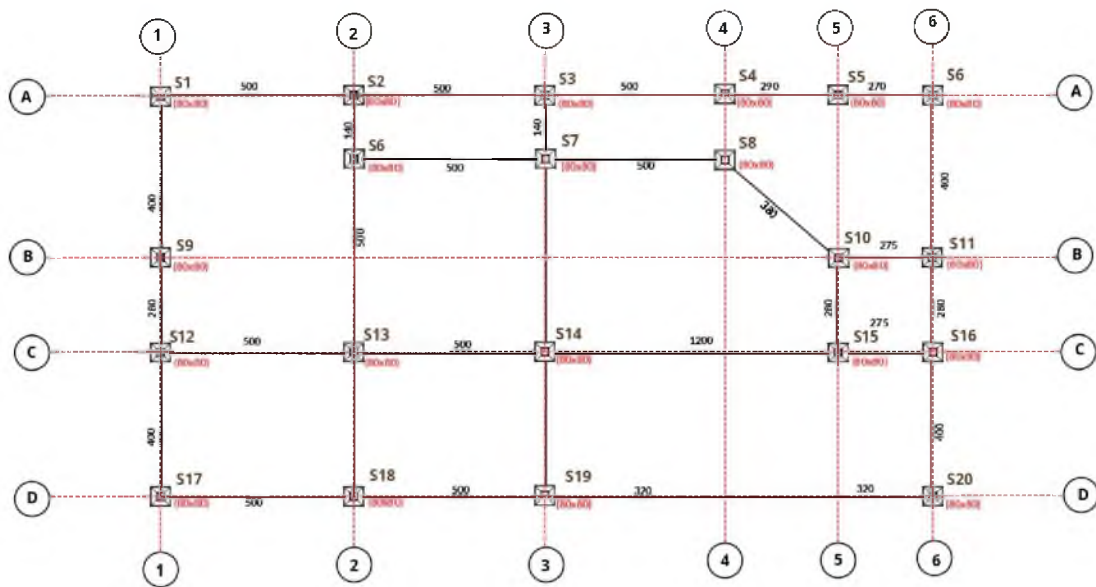 1 2 3 4 5 6
A S1 500 S2 500 S3 500 S4 290 S5 270 S6 A
(80x80) (80x80) (80x80) (80x80) (80x80) (80x80)
140 140
S6 S7 S8
(80x80) 500 (80x80) 500 (80x80)
400 500 380 400
B S9 S10 275 S11 B
(80x80) (80x80) (80x80)
280 280 280
275
C S12 500 S13 500 S14 1200 S15 S16 C
(80x80) (80x80) (80x80) (80x80) (80x80)
400 400
D S17 S18 S19 S20 D
(80x80) 500 (80x80) 500 (80x80) 320 320 (80x80)
1 2 3 4 5 6